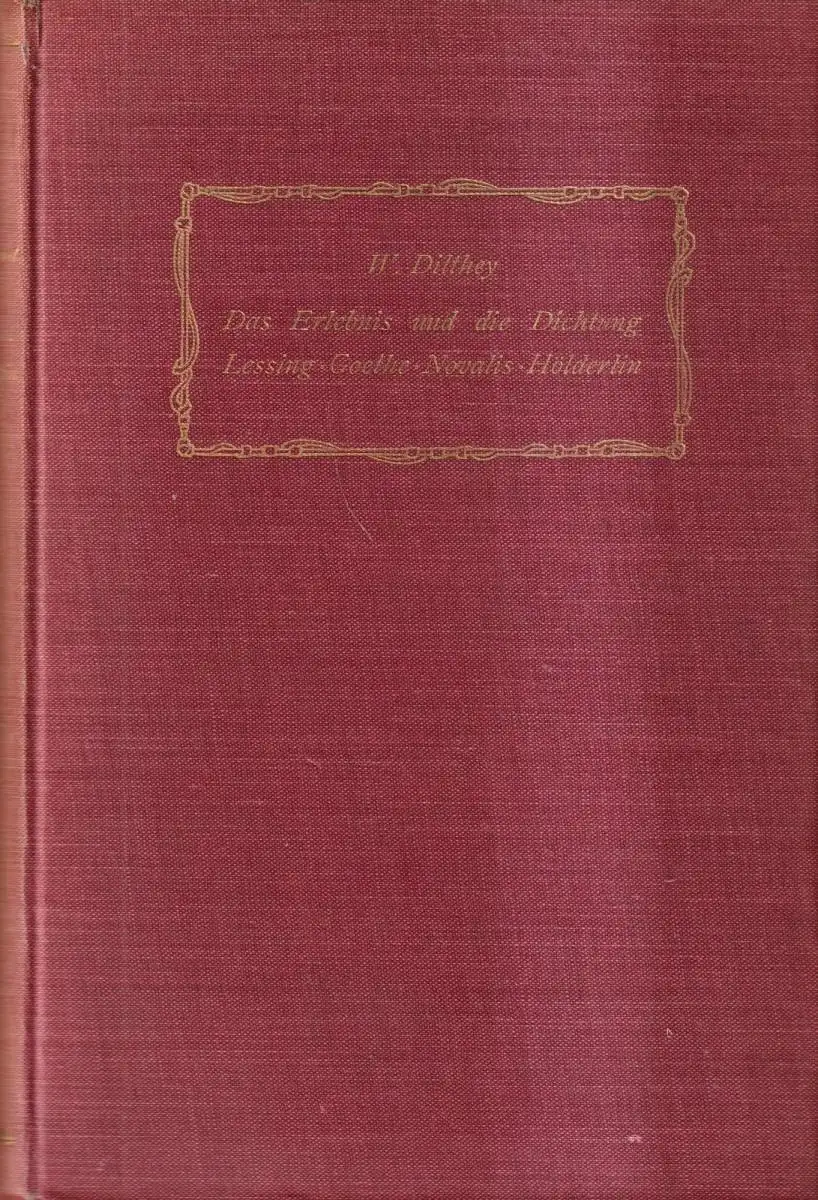 W. Dilthey
Das Erlebnis und die Dichtung
Lessing · Goethe · Novalis · Hölderlin